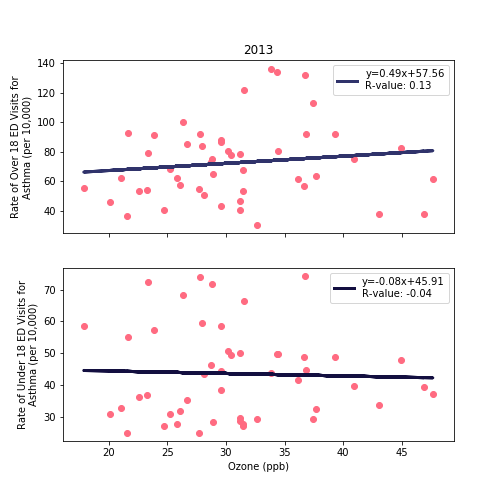 2013
Rate of Over 18 ED Visits for
Asthma (per 10,000)
140
120
100
80
60
40
y=0.49x+57.56
R-value: 0.13
Rate of Under 18 ED Visits for
Asthma (per 10,000)
70
60
50
40
30
y=-0.08x+45.91
R-value: -0.04
20
25
30
35
40
45
Ozone (ppb)